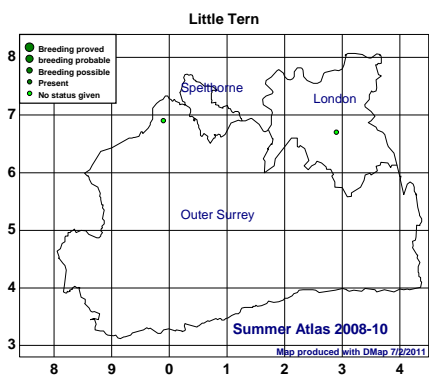 Little Tern
Breeding proved
breeding probable
Breeding possible
Present
No status given
8
7
6
5
4
3
Spelthorne
London
Outer Surrey
Summer Atlas 2008-10
Map produced with DMap 7/2/2011
8 9 0 1 2 3 4